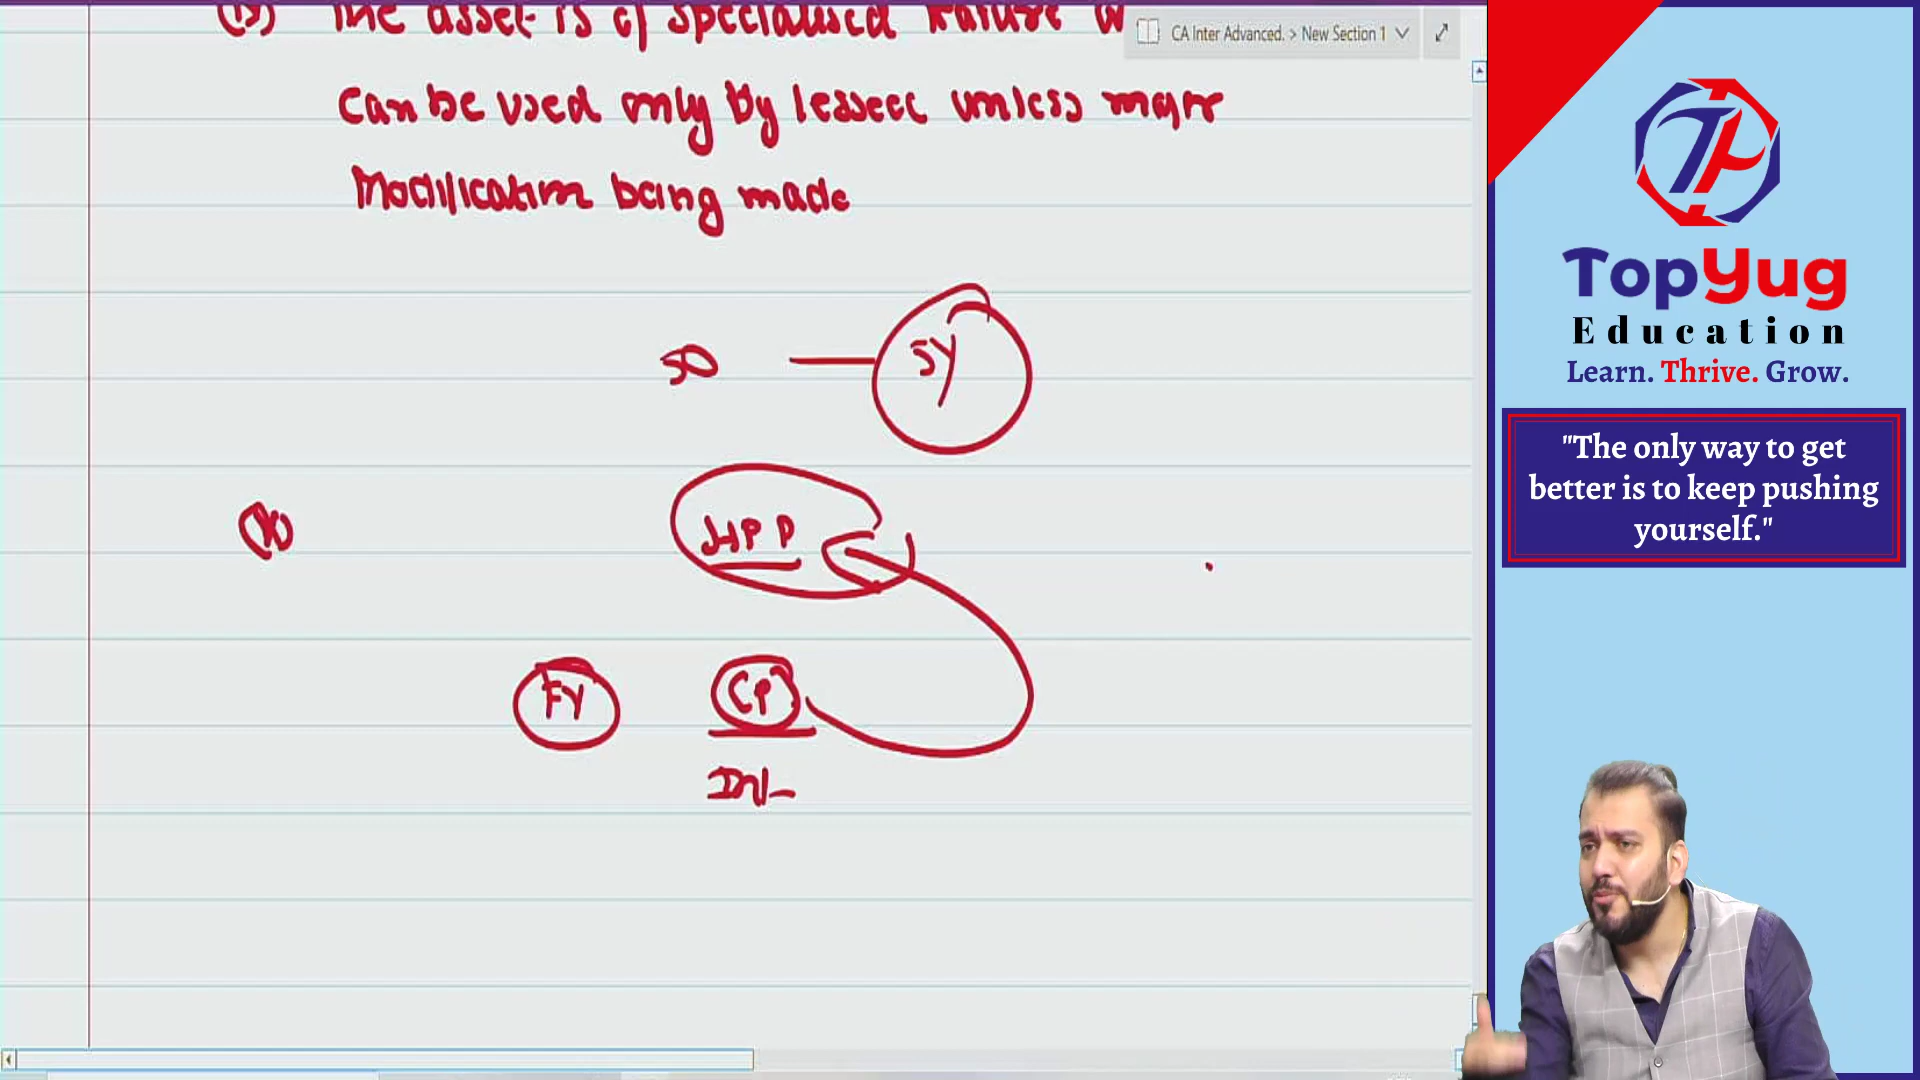 (iv) The asset is of specialised nature &
can be used only by lessee unless major
Modification being made
50 — 5Y
HPP
FY CP
Int
CA Inter Advanced. > New Section 1
TopYug
Education
Learn. Thrive. Grow.
"The only way to get
better is to keep pushing
yourself."